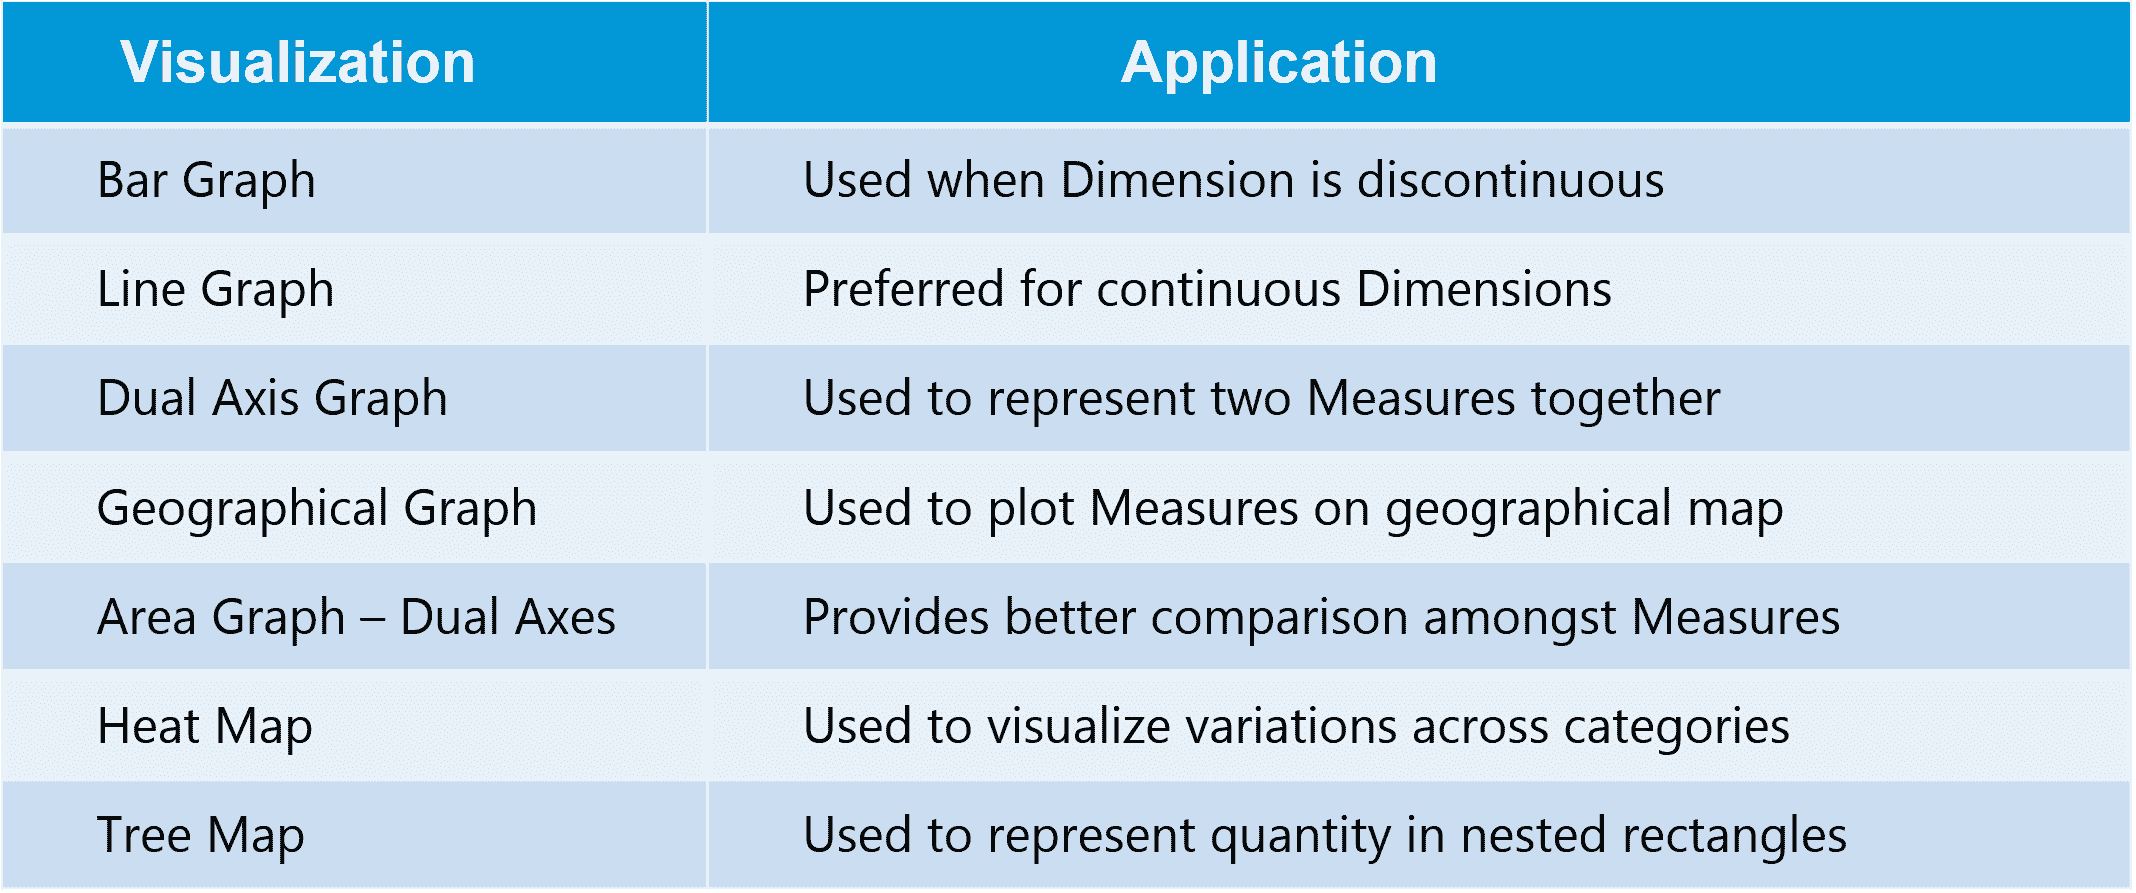 Visualization Application
Bar Graph Used when Dimension is discontinuous
Line Graph Preferred for continuous Dimensions
Dual Axis Graph Used to represent two Measures together
Geographical Graph Used to plot Measures on geographical map
Area Graph – Dual Axes Provides better comparison amongst Measures
Heat Map Used to visualize variations across categories
Tree Map Used to represent quantity in nested rectangles